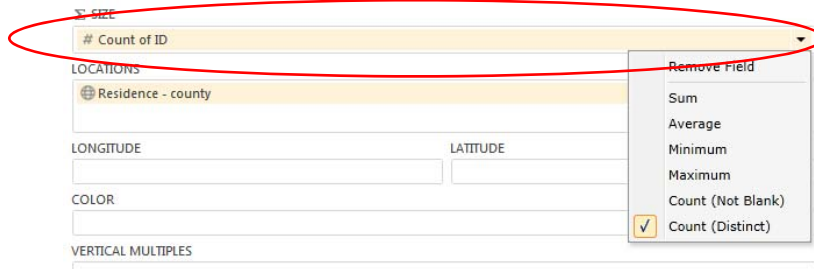 Σ SIZE
# Count of ID
LOCATIONS
Residence - county
LONGITUDE LATITUDE
COLOR
VERTICAL MULTIPLES
Remove Field
Sum
Average
Minimum
Maximum
Count (Not Blank)
√ Count (Distinct)